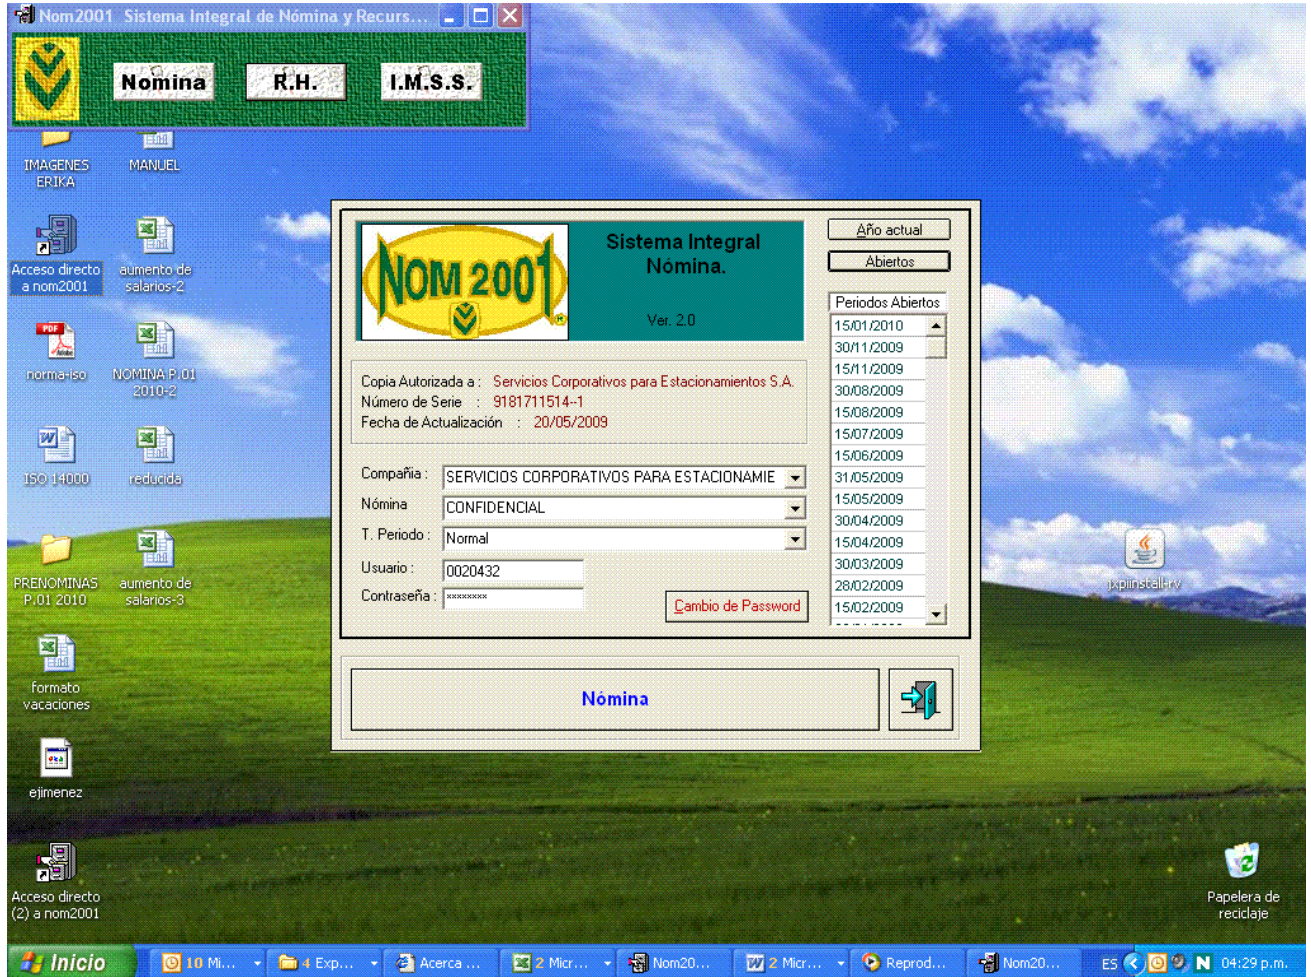 Nom2001 Sistema Integral de Nómina y Recurs...
Nomina
R.H.
I.M.S.S.
IMAGENES
ERIKA
MANUEL
Acceso directo
a nom2001
aumento de
salarios-2
norma-iso
NOMINA P.01
2010-2
ISO 14000
reducida
PRENOMINAS
P.01 2010
aumento de
salarios-3
formato
vacaciones
ejimenez
Acceso directo
(2) a nom2001
NOM 2001
Sistema Integral
Nómina.
Ver. 2.0
Año actual
Abiertos
Periodos Abiertos
15/01/2010
30/11/2009
15/11/2009
30/08/2009
15/08/2009
15/07/2009
15/06/2009
31/05/2009
15/05/2009
30/04/2009
15/04/2009
30/03/2009
28/02/2009
15/02/2009
Copia Autorizada a : Servicios Corporativos para Estacionamientos S.A.
Número de Serie : 9181711514--1
Fecha de Actualización : 20/05/2009
Compañia : SERVICIOS CORPORATIVOS PARA ESTACIONAMIE
Nómina CONFIDENCIAL
T. Periodo : Normal
Usuario : 0020432
Contraseña : xxxxxxxx
Cambio de Password
Nómina
jxpiinstall-rv
Papelera de
reciclaje
Inicio
10 Mi...
4 Exp...
Acerca ...
2 Micr...
Nom20...
2 Micr...
Reprod...
Nom20...
ES
04:29 p.m.